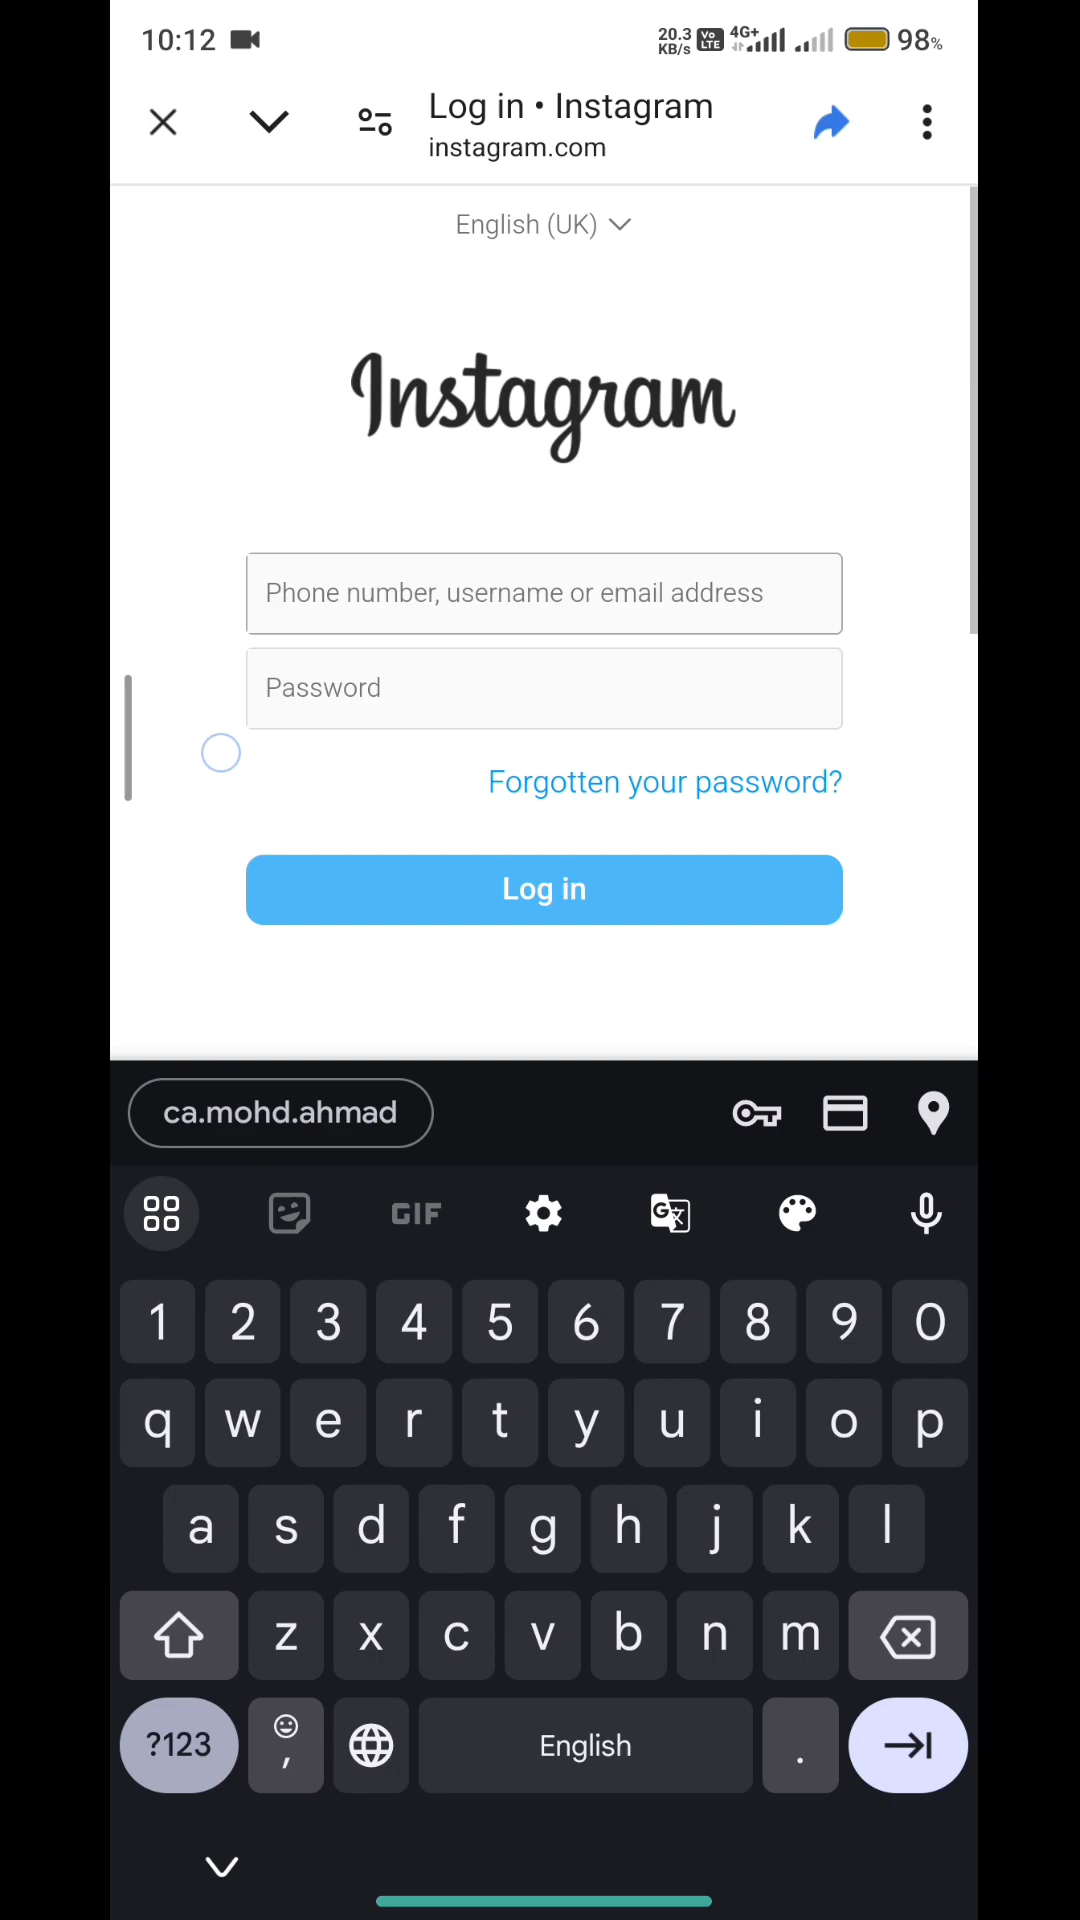 10:12 20.3 KB/s Vo LTE 4G+ 98%
Log in • Instagram
instagram.com
English (UK)
Instagram
Phone number, username or email address
Password
Forgotten your password?
Log in
ca.mohd.ahmad
GIF G
1 2 3 4 5 6 7 8 9 0
q w e r t y u i o p
a s d f g h j k l
z x c v b n m
?123 , English .